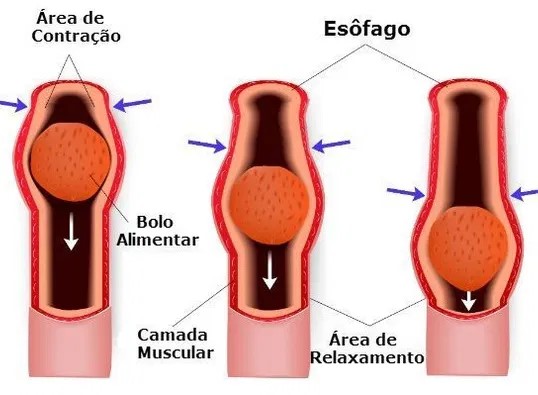 Área de
Contração
Esôfago
Bolo
Alimentar
Camada
Muscular
Área de
Relaxamento